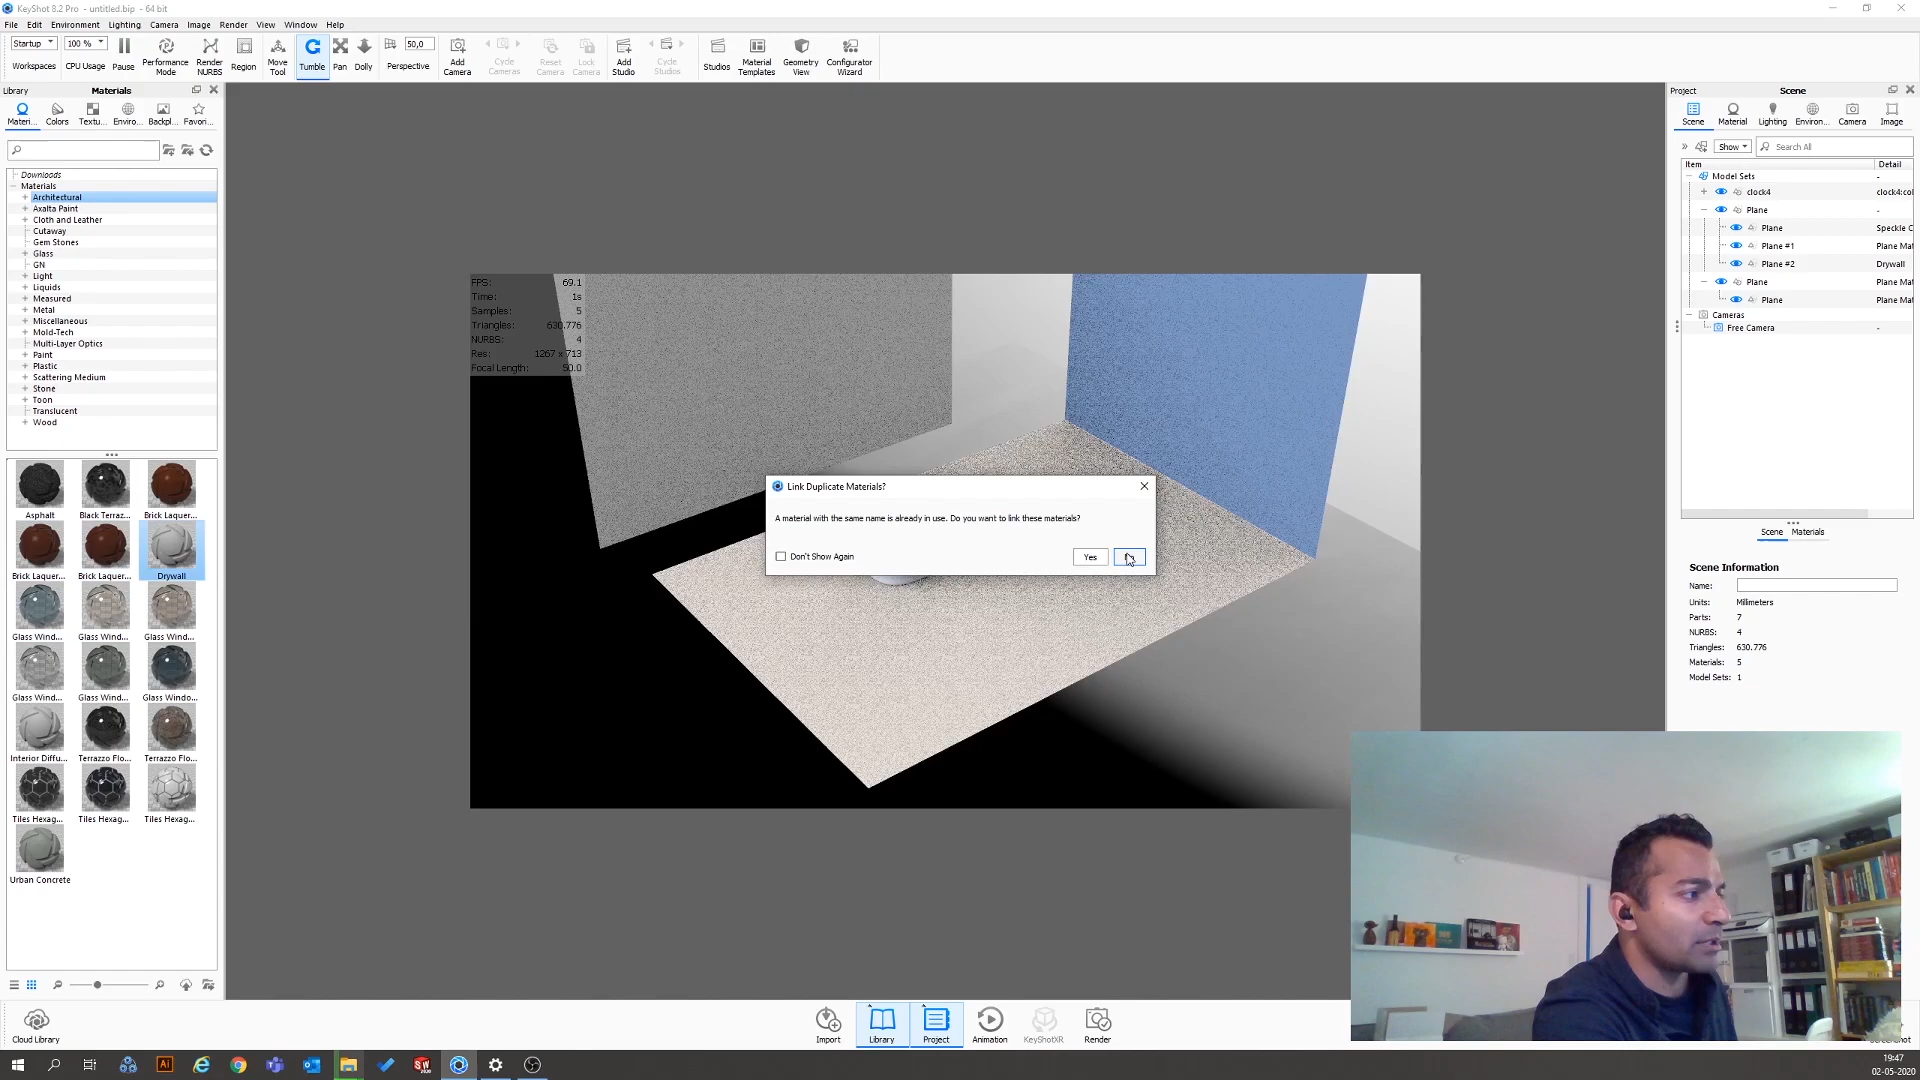 KeyShot 8.2 Pro - untitled.bip - 64 bit
File Edit Environment Lighting Camera Image Render View Window Help
Startup 100 % 50,0
Workspaces CPU Usage Pause Performance Mode Render NURBS Region Move Tool Tumble Pan Dolly Perspective Add Camera Cycle Cameras Reset Camera Lock Camera Add Studio Cycle Studios Studios Material Templates Geometry View Configurator Wizard
Library Materials
Materi... Colors Textu... Enviro... Backpl... Favori...
Downloads
Materials
Architectural
Axalta Paint
Cloth and Leather
Cutaway
Gem Stones
Glass
GN
Light
Liquids
Measured
Metal
Miscellaneous
Mold-Tech
Multi-Layer Optics
Paint
Plastic
Scattering Medium
Stone
Toon
Translucent
Wood
Asphalt Black Terraz... Brick Laquer...
Brick Laquer... Brick Laquer... Drywall
Glass Wind... Glass Wind... Glass Wind...
Glass Wind... Glass Wind... Glass Windo...
Interior Diffu... Terrazzo Flo... Terrazzo Flo...
Tiles Hexag... Tiles Hexag... Tiles Hexag...
Urban Concrete
Cloud Library
FPS: 69.1
Time: 1s
Samples: 5
Triangles: 630.776
NURBS: 4
Res: 1267 x 713
Focal Length: 50.0
Link Duplicate Materials?
A material with the same name is already in use. Do you want to link these materials?
Don't Show Again Yes
Import Library Project Animation KeyShotXR Render
Project Scene
Scene Material Lighting Environ... Camera Image
Show Search All
Item Detail
Model Sets -
clock4 clock4:col
Plane -
Plane Speckle C
Plane #1 Plane Mat
Plane #2 Drywall
Plane Plane Mat
Plane Plane Mat
Cameras
Free Camera -
Scene Materials
Scene Information
Name:
Units: Millimeters
Parts: 7
NURBS: 4
Triangles: 630.776
Materials: 5
Model Sets: 1
19:47
02-05-2020